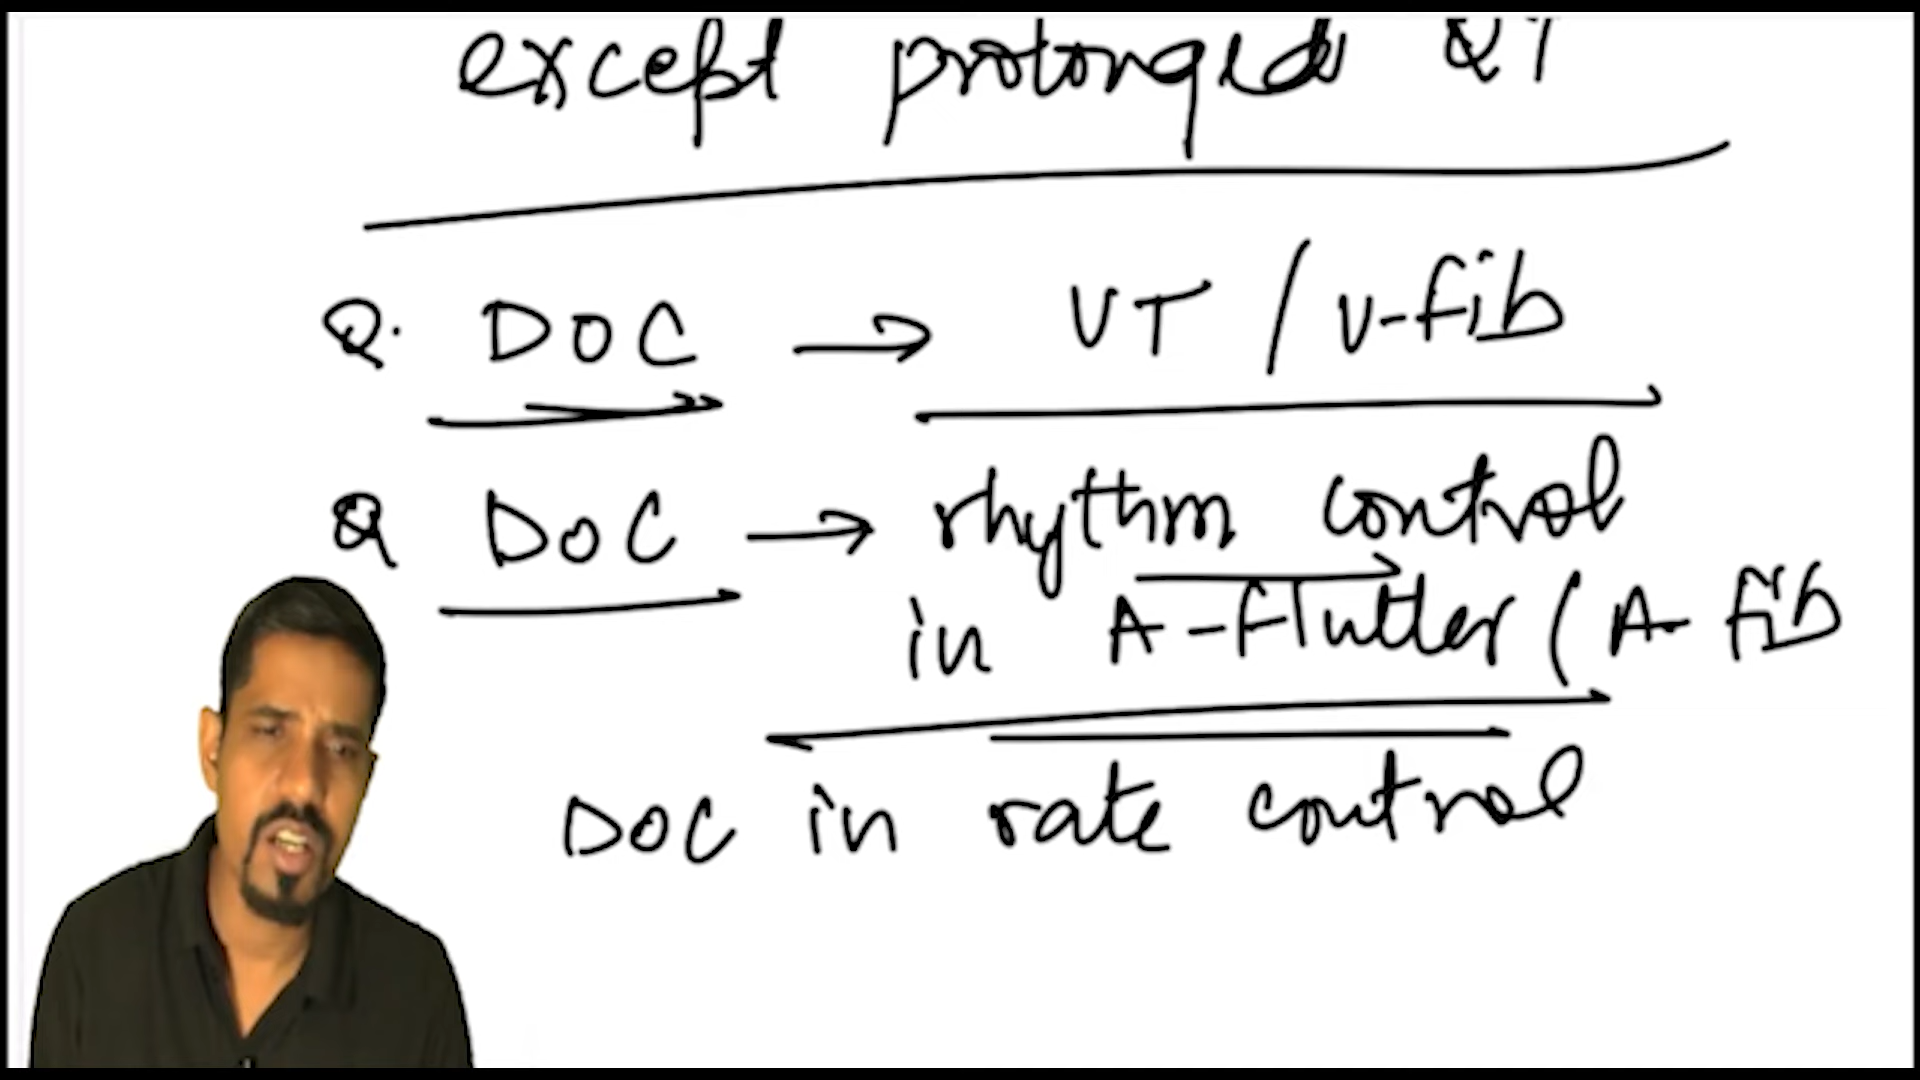 except prolonged QT
Q. DOC → VT / V-fib
Q DOC → rhythm control
in A-flutter ( A-fib
DOC in rate control